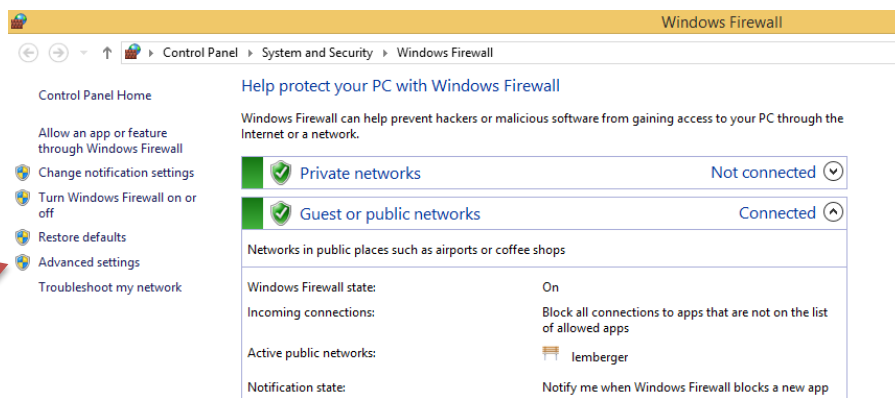 Windows Firewall
Control Panel System and Security Windows Firewall
Control Panel Home
Allow an app or feature
through Windows Firewall
Change notification settings
Turn Windows Firewall on or
off
Restore defaults
Advanced settings
Troubleshoot my network
Help protect your PC with Windows Firewall
Windows Firewall can help prevent hackers or malicious software from gaining access to your PC through the
Internet or a network.
Private networks Not connected
Guest or public networks Connected
Networks in public places such as airports or coffee shops
Windows Firewall state: On
Incoming connections: Block all connections to apps that are not on the list
of allowed apps
Active public networks: lemberger
Notification state: Notify me when Windows Firewall blocks a new app